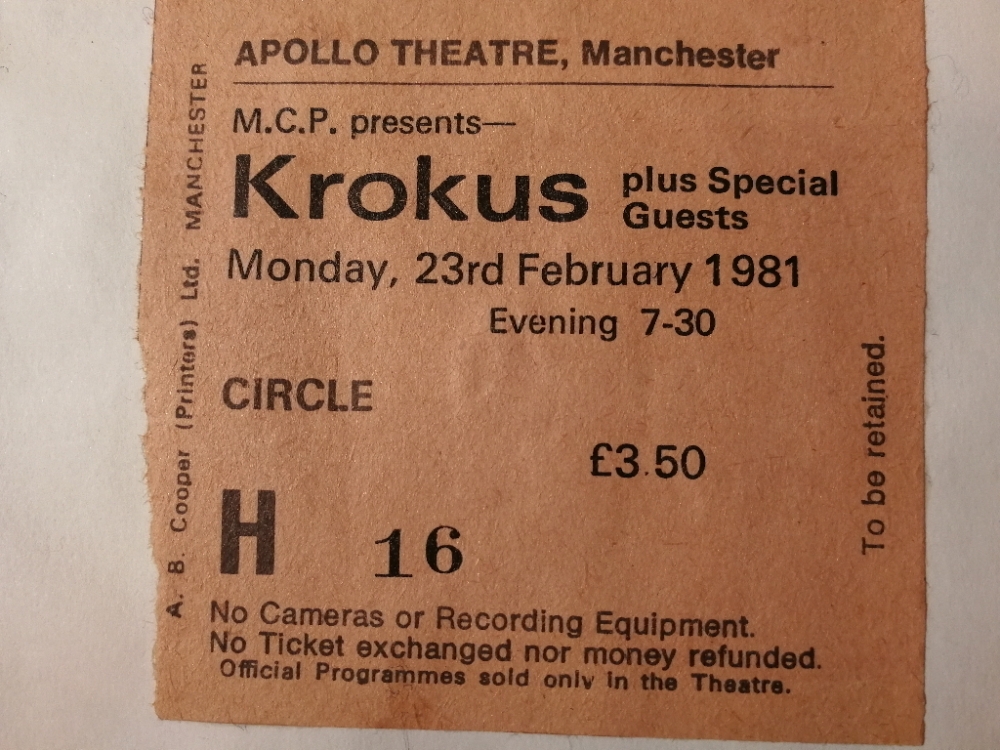 APOLLO THEATRE, Manchester
M.C.P. presents—
Krokus plus Special Guests
Monday, 23rd February 1981
Evening 7-30
CIRCLE
£3.50
H 16
No Cameras or Recording Equipment.
No Ticket exchanged nor money refunded.
Official Programmes sold only in the Theatre.
A. B. Cooper (Printers) Ltd. MANCHESTER
To be retained.